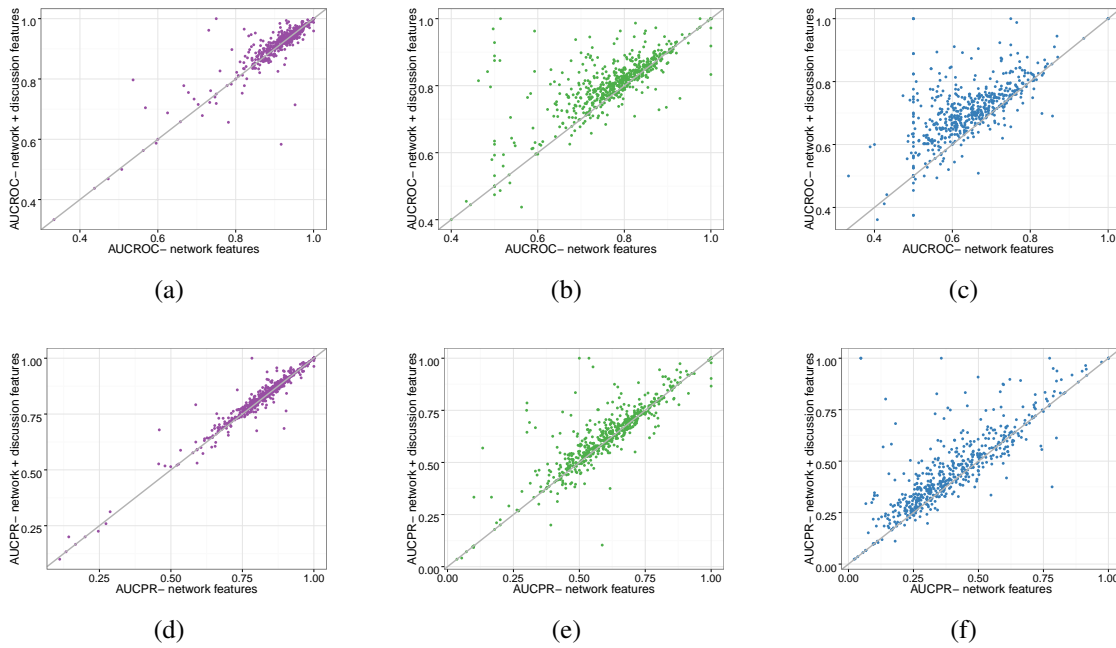 AUCROC− network + discussion features
1.0
0.8
0.6
0.4
0.4 0.6 0.8 1.0
AUCROC− network features
(a)
AUCROC− network + discussion features
1.0
0.8
0.6
0.4
0.4 0.6 0.8 1.0
AUCROC− network features
(b)
AUCROC− network + discussion features
1.0
0.8
0.6
0.4
0.4 0.6 0.8 1.0
AUCROC− network features
(c)
AUCPR− network + discussion features
1.00
0.75
0.50
0.25
0.25 0.50 0.75 1.00
AUCPR− network features
(d)
AUCPR− network + discussion features
1.00
0.75
0.50
0.25
0.00
0.00 0.25 0.50 0.75 1.00
AUCPR− network features
(e)
AUCPR− network + discussion features
1.00
0.75
0.50
0.25
0.00
0.00 0.25 0.50 0.75 1.00
AUCPR− network features
(f)